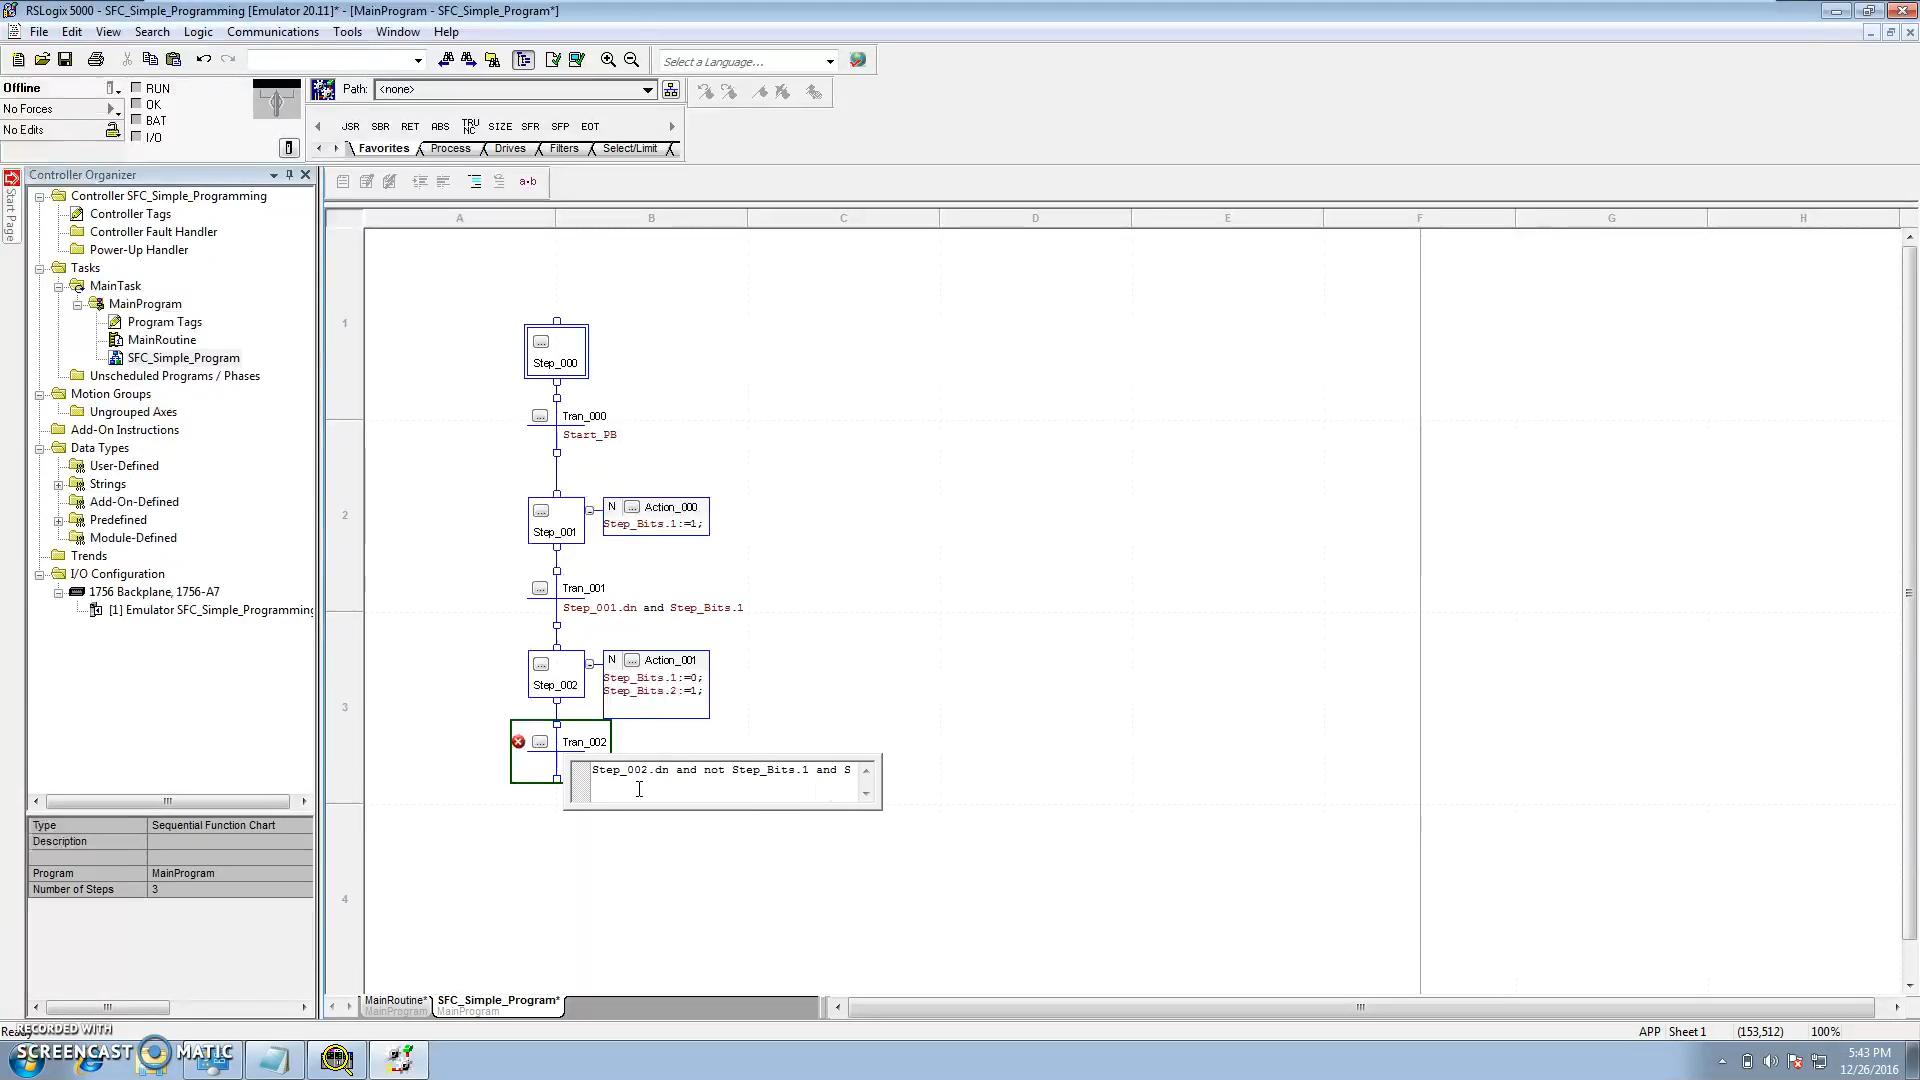 RSLogix 5000 - SFC_Simple_Programming [Emulator 20.11]* - [MainProgram - SFC_Simple_Program*]
File Edit View Search Logic Communications Tools Window Help
Select a Language...
Offline
RUN
No Forces
OK
No Edits
BAT
I/O
Path: <none>
JSR SBR RET ABS TRUNC SIZE SFR SFP EOT
Favorites Process Drives Filters Select/Limit
Start Page
Controller Organizer
Controller SFC_Simple_Programming
Controller Tags
Controller Fault Handler
Power-Up Handler
Tasks
MainTask
MainProgram
Program Tags
MainRoutine
SFC_Simple_Program
Unscheduled Programs / Phases
Motion Groups
Ungrouped Axes
Add-On Instructions
Data Types
User-Defined
Strings
Add-On-Defined
Predefined
Module-Defined
Trends
I/O Configuration
1756 Backplane, 1756-A7
[1] Emulator SFC_Simple_Programming
Type Sequential Function Chart
Description
Program MainProgram
Number of Steps 3
a•b
A B C D E F G H
1
2
3
4
Step_000
Tran_000
Start_PB
Step_001
N ... Action_000
Step_Bits.1:=1;
Tran_001
Step_001.dn and Step_Bits.1
Step_002
N ... Action_001
Step_Bits.1:=0;
Step_Bits.2:=1;
Tran_002
Step_002.dn and not Step_Bits.1 and S
MainRoutine* SFC_Simple_Program*
MainProgram MainProgram
Ready
APP Sheet 1 (153,512) 100%
RECORDED WITH
SCREENCAST MATIC
5:43 PM
12/26/2016